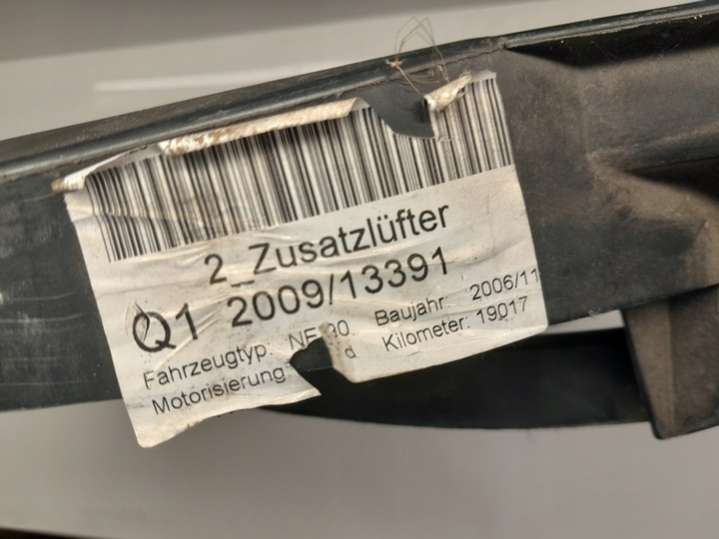 2_Zusatzlüfter
Q1 2009/13391
Fahrzeugtyp: Baujahr: 2006/11
Motorisierung Kilometer: 19017